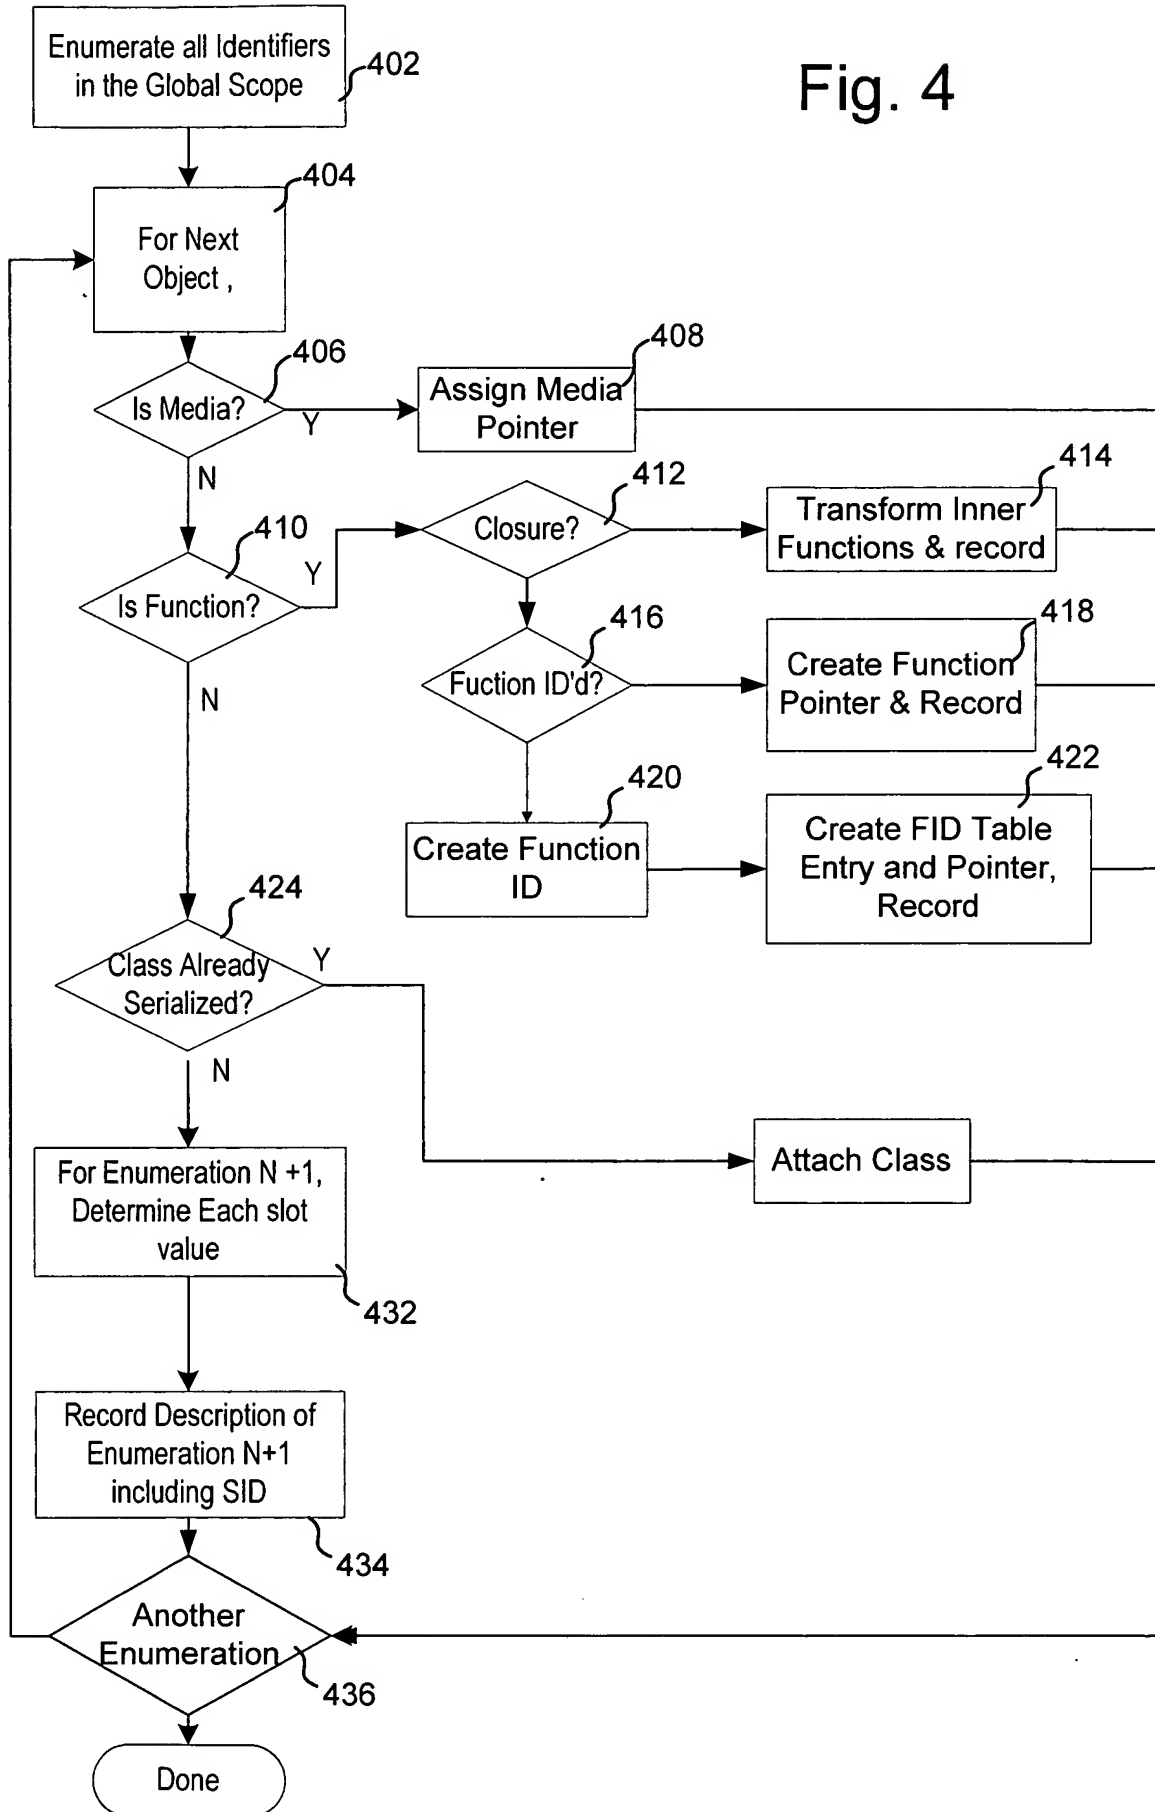 Enumerate all Identifiers
in the Global Scope
402
Fig. 4
404
For Next
Object ,
406
Is Media?
Y
N
408
Assign Media
Pointer
410
Is Function?
Y
N
412
Closure?
414
Transform Inner
Functions & record
416
Fuction ID'd?
418
Create Function
Pointer & Record
420
Create Function
ID
422
Create FID Table
Entry and Pointer,
Record
424
Class Already
Serialized?
Y
N
Attach Class
For Enumeration N +1,
Determine Each slot
value
432
Record Description of
Enumeration N+1
including SID
434
Another
Enumeration
436
Done